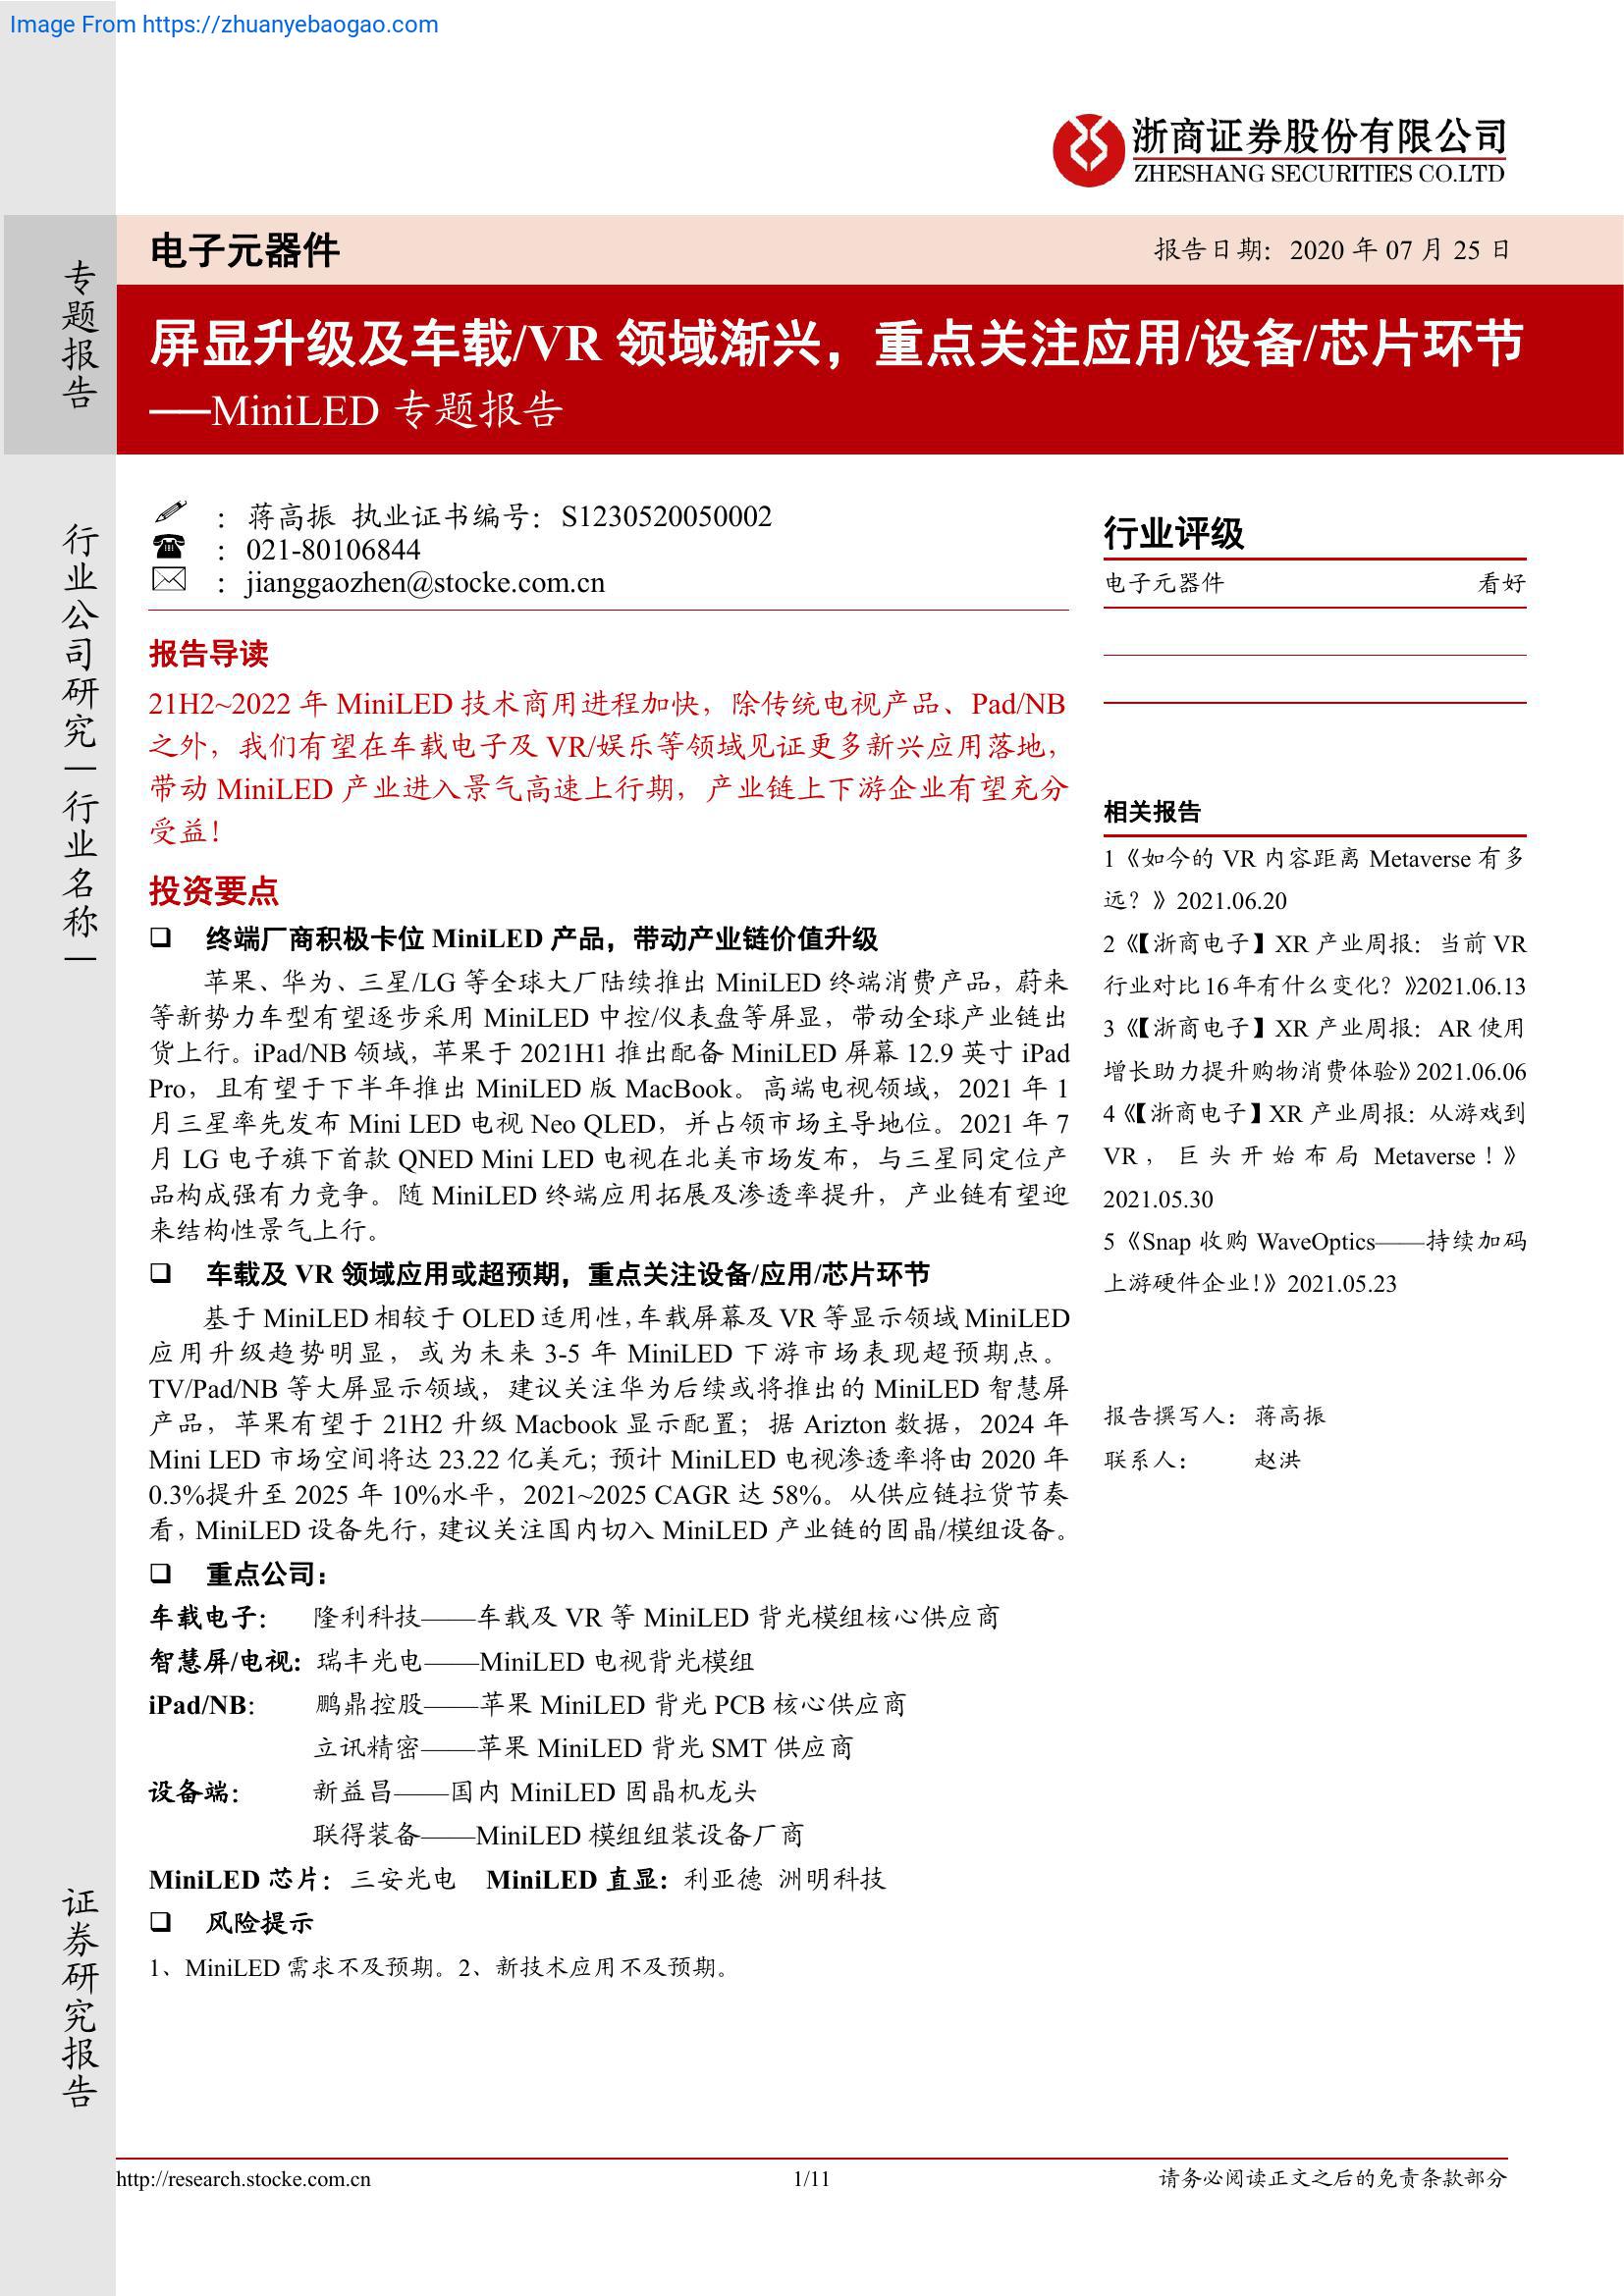 Image From https://zhuanyebaogao.com
浙商证券股份有限公司
ZHESHANG SECURITIES CO.LTD
专题报告
电子元器件
报告日期：2020 年 07 月 25 日
屏显升级及车载/VR 领域渐兴，重点关注应用/设备/芯片环节
——MiniLED 专题报告
行业公司研究｜行业名称｜
：蒋高振 执业证书编号：S1230520050002
：021-80106844
：jianggaozhen@stocke.com.cn
报告导读
21H2~2022 年 MiniLED 技术商用进程加快，除传统电视产品、Pad/NB
之外，我们有望在车载电子及 VR/娱乐等领域见证更多新兴应用落地，
带动 MiniLED 产业进入景气高速上行期，产业链上下游企业有望充分
受益！
投资要点
❑ 终端厂商积极卡位 MiniLED 产品，带动产业链价值升级
苹果、华为、三星/LG 等全球大厂陆续推出 MiniLED 终端消费产品，蔚来
等新势力车型有望逐步采用 MiniLED 中控/仪表盘等屏显，带动全球产业链出
货上行。iPad/NB 领域，苹果于 2021H1 推出配备 MiniLED 屏幕 12.9 英寸 iPad
Pro，且有望于下半年推出 MiniLED 版 MacBook。高端电视领域，2021 年 1
月三星率先发布 Mini LED 电视 Neo QLED，并占领市场主导地位。2021 年 7
月 LG 电子旗下首款 QNED Mini LED 电视在北美市场发布，与三星同定位产
品构成强有力竞争。随 MiniLED 终端应用拓展及渗透率提升，产业链有望迎
来结构性景气上行。
❑ 车载及 VR 领域应用或超预期，重点关注设备/应用/芯片环节
基于 MiniLED 相较于 OLED 适用性，车载屏幕及 VR 等显示领域 MiniLED
应用升级趋势明显，或为未来 3-5 年 MiniLED 下游市场表现超预期点。
TV/Pad/NB 等大屏显示领域，建议关注华为后续或将推出的 MiniLED 智慧屏
产品，苹果有望于 21H2 升级 Macbook 显示配置；据 Arizton 数据，2024 年
Mini LED 市场空间将达 23.22 亿美元；预计 MiniLED 电视渗透率将由 2020 年
0.3%提升至 2025 年 10%水平，2021~2025 CAGR 达 58%。从供应链拉货节奏
看，MiniLED 设备先行，建议关注国内切入 MiniLED 产业链的固晶/模组设备。
❑ 重点公司：
车载电子： 隆利科技——车载及 VR 等 MiniLED 背光模组核心供应商
智慧屏/电视：瑞丰光电——MiniLED 电视背光模组
iPad/NB： 鹏鼎控股——苹果 MiniLED 背光 PCB 核心供应商
立讯精密——苹果 MiniLED 背光 SMT 供应商
设备端： 新益昌——国内 MiniLED 固晶机龙头
联得装备——MiniLED 模组组装设备厂商
MiniLED 芯片：三安光电 MiniLED 直显：利亚德 洲明科技
❑ 风险提示
1、MiniLED 需求不及预期。2、新技术应用不及预期。
行业评级
电子元器件 看好
相关报告
1《如今的 VR 内容距离 Metaverse 有多
远？》2021.06.20
2《【浙商电子】XR 产业周报：当前 VR
行业对比 16 年有什么变化？》2021.06.13
3《【浙商电子】XR 产业周报：AR 使用
增长助力提升购物消费体验》2021.06.06
4《【浙商电子】XR 产业周报：从游戏到
VR，巨头开始布局 Metaverse！》
2021.05.30
5《Snap 收购 WaveOptics——持续加码
上游硬件企业！》2021.05.23
报告撰写人：蒋高振
联系人： 赵洪
证券研究报告
http://research.stocke.com.cn
1/11
请务必阅读正文之后的免责条款部分